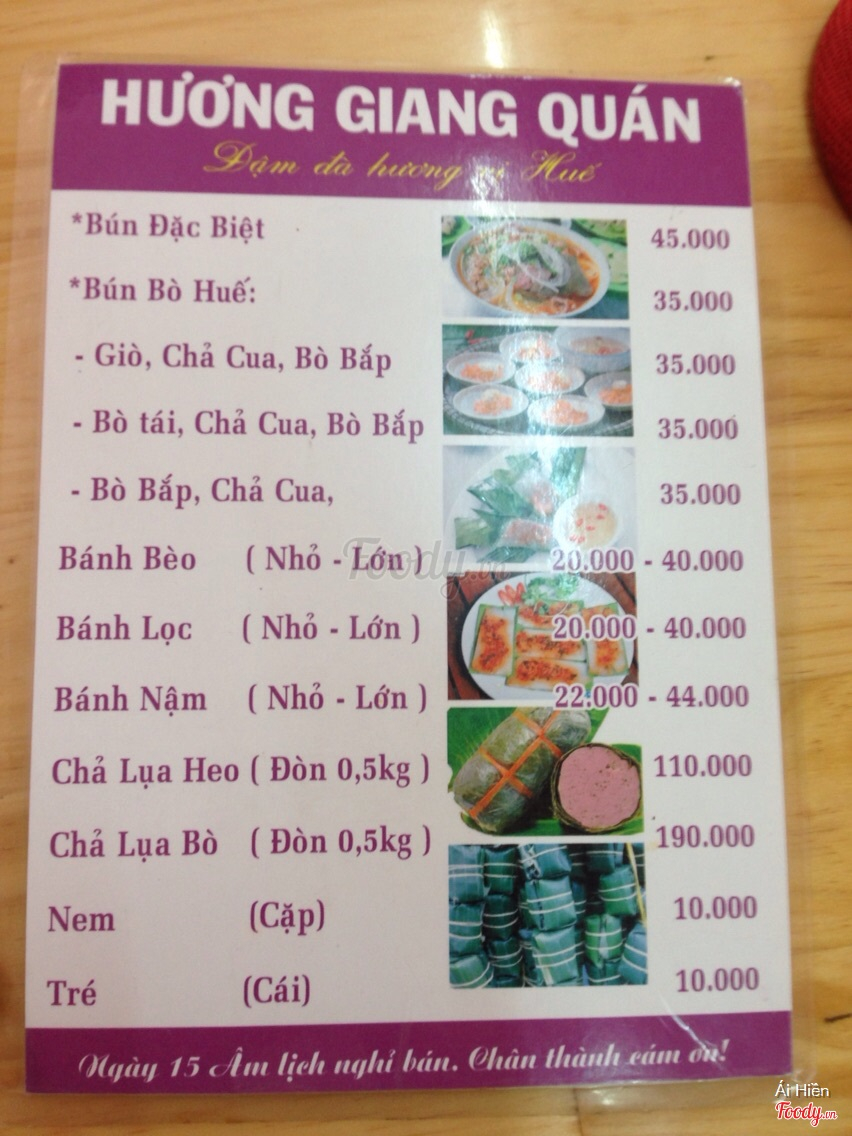 HƯƠNG GIANG QUÁN
Đậm đà hương vị Huế
*Bún Đặc Biệt 45.000
*Bún Bò Huế: 35.000
- Giò, Chả Cua, Bò Bắp 35.000
- Bò tái, Chả Cua, Bò Bắp 35.000
- Bò Bắp, Chả Cua, 35.000
Bánh Bèo ( Nhỏ - Lớn ) 20.000 - 40.000
Foody.vn
Bánh Lọc ( Nhỏ - Lớn ) 20.000 - 40.000
Bánh Nậm ( Nhỏ - Lớn ) 22.000 - 44.000
Chả Lụa Heo ( Đòn 0,5kg ) 110.000
Chả Lụa Bò ( Đòn 0,5kg ) 190.000
Nem (Cặp) 10.000
Tré (Cái) 10.000
Ngày 15 Âm lịch nghỉ bán. Chân thành cám ơn!
Ái Hiền
Foody.vn